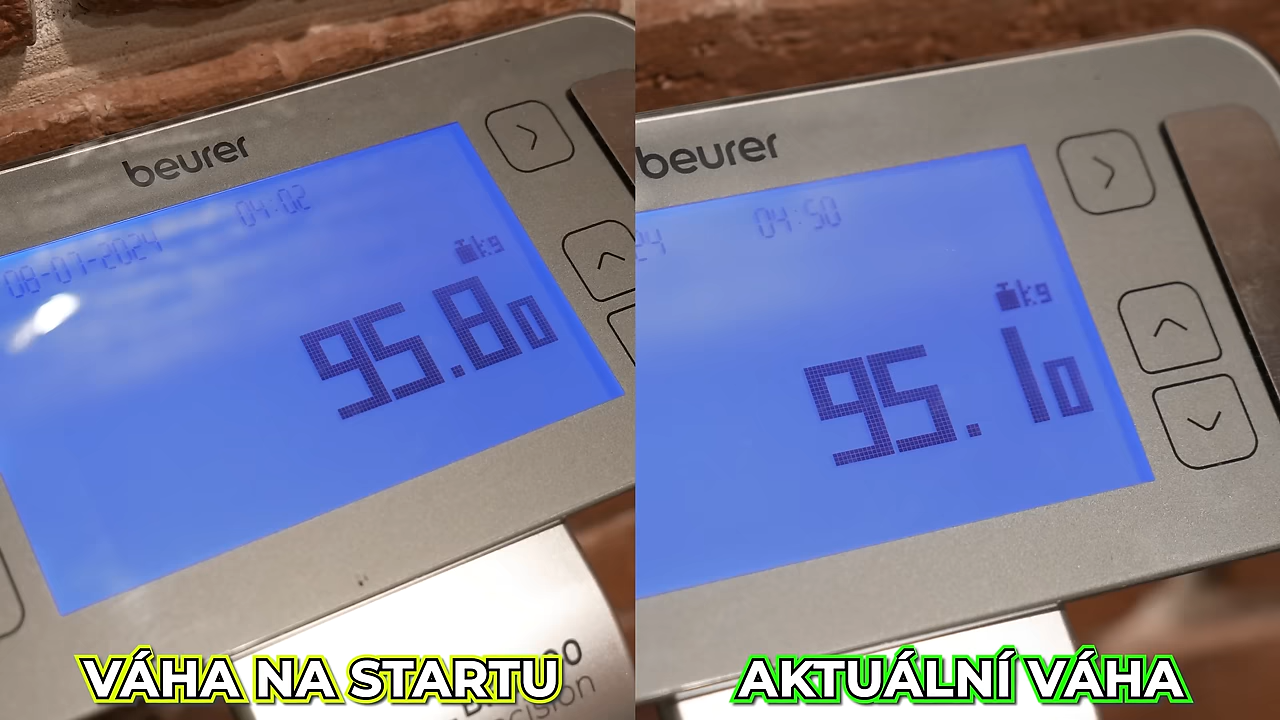 beurer
08-07-2024 04:02
kg
95.80
VÁHA NA STARTU
beurer
24 04:50
kg
95.10
AKTUÁLNÍ VÁHA